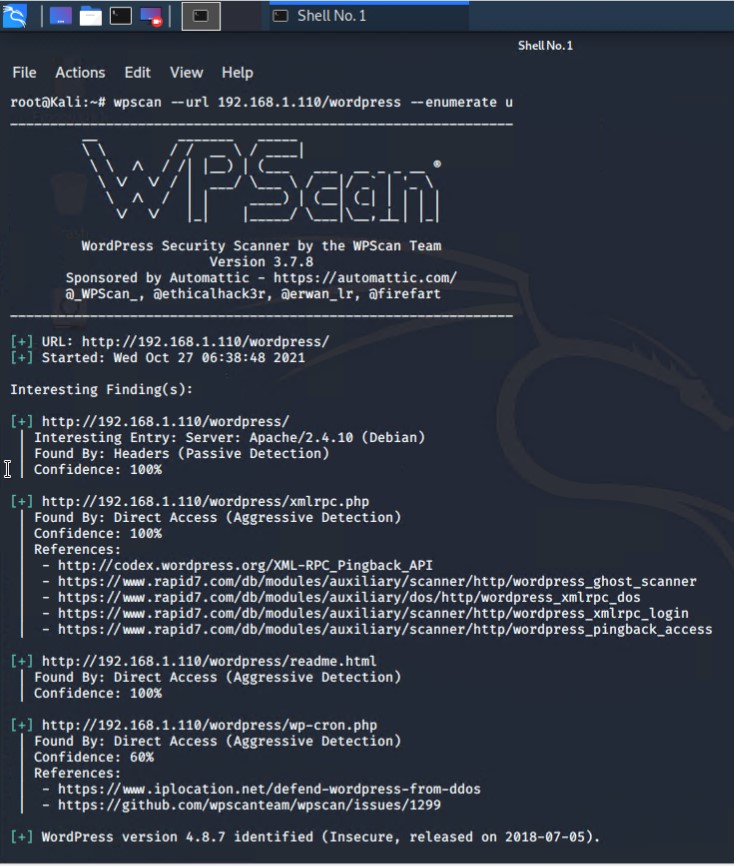 Shell No. 1
Shell No. 1
File Actions Edit View Help
root@Kali:~# wpscan --url 192.168.1.110/wordpress --enumerate u
WPScan®
WordPress Security Scanner by the WPScan Team
Version 3.7.8
Sponsored by Automattic - https://automattic.com/
@_WPScan_, @ethicalhack3r, @erwan_lr, @firefart
[+] URL: http://192.168.1.110/wordpress/
[+] Started: Wed Oct 27 06:38:48 2021
Interesting Finding(s):
[+] http://192.168.1.110/wordpress/
| Interesting Entry: Server: Apache/2.4.10 (Debian)
| Found By: Headers (Passive Detection)
| Confidence: 100%
[+] http://192.168.1.110/wordpress/xmlrpc.php
| Found By: Direct Access (Aggressive Detection)
| Confidence: 100%
| References:
|  - http://codex.wordpress.org/XML-RPC_Pingback_API
|  - https://www.rapid7.com/db/modules/auxiliary/scanner/http/wordpress_ghost_scanner
|  - https://www.rapid7.com/db/modules/auxiliary/dos/http/wordpress_xmlrpc_dos
|  - https://www.rapid7.com/db/modules/auxiliary/scanner/http/wordpress_xmlrpc_login
|  - https://www.rapid7.com/db/modules/auxiliary/scanner/http/wordpress_pingback_access
[+] http://192.168.1.110/wordpress/readme.html
| Found By: Direct Access (Aggressive Detection)
| Confidence: 100%
[+] http://192.168.1.110/wordpress/wp-cron.php
| Found By: Direct Access (Aggressive Detection)
| Confidence: 60%
| References:
|  - https://www.iplocation.net/defend-wordpress-from-ddos
|  - https://github.com/wpscanteam/wpscan/issues/1299
[+] WordPress version 4.8.7 identified (Insecure, released on 2018-07-05).